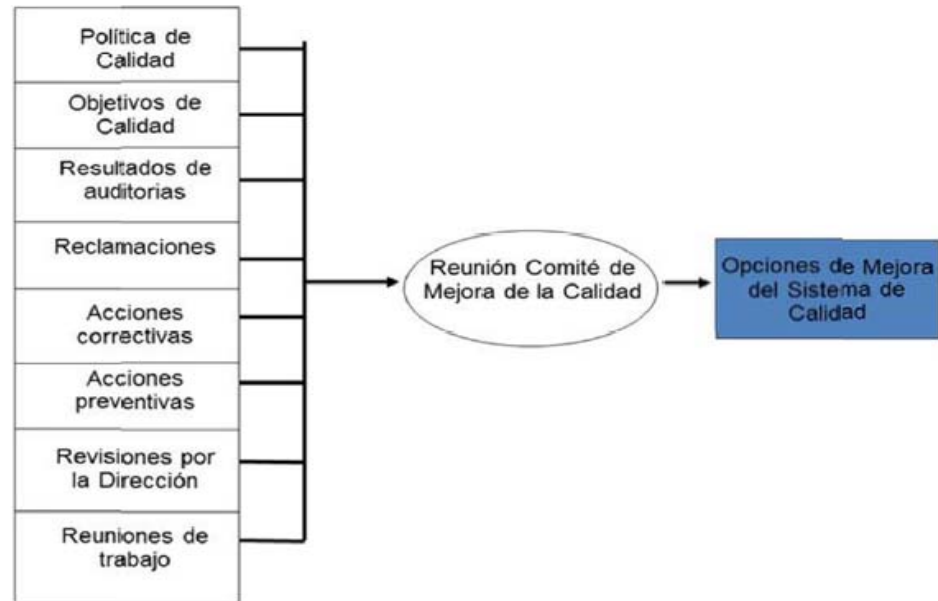 Política de
Calidad
Objetivos de
Calidad
Resultados de
auditorias
Reclamaciones
Acciones
correctivas
Acciones
preventivas
Revisiones por
la Dirección
Reuniones de
trabajo
Reunión Comité de
Mejora de la Calidad
Opciones de Mejora
del Sistema de
Calidad